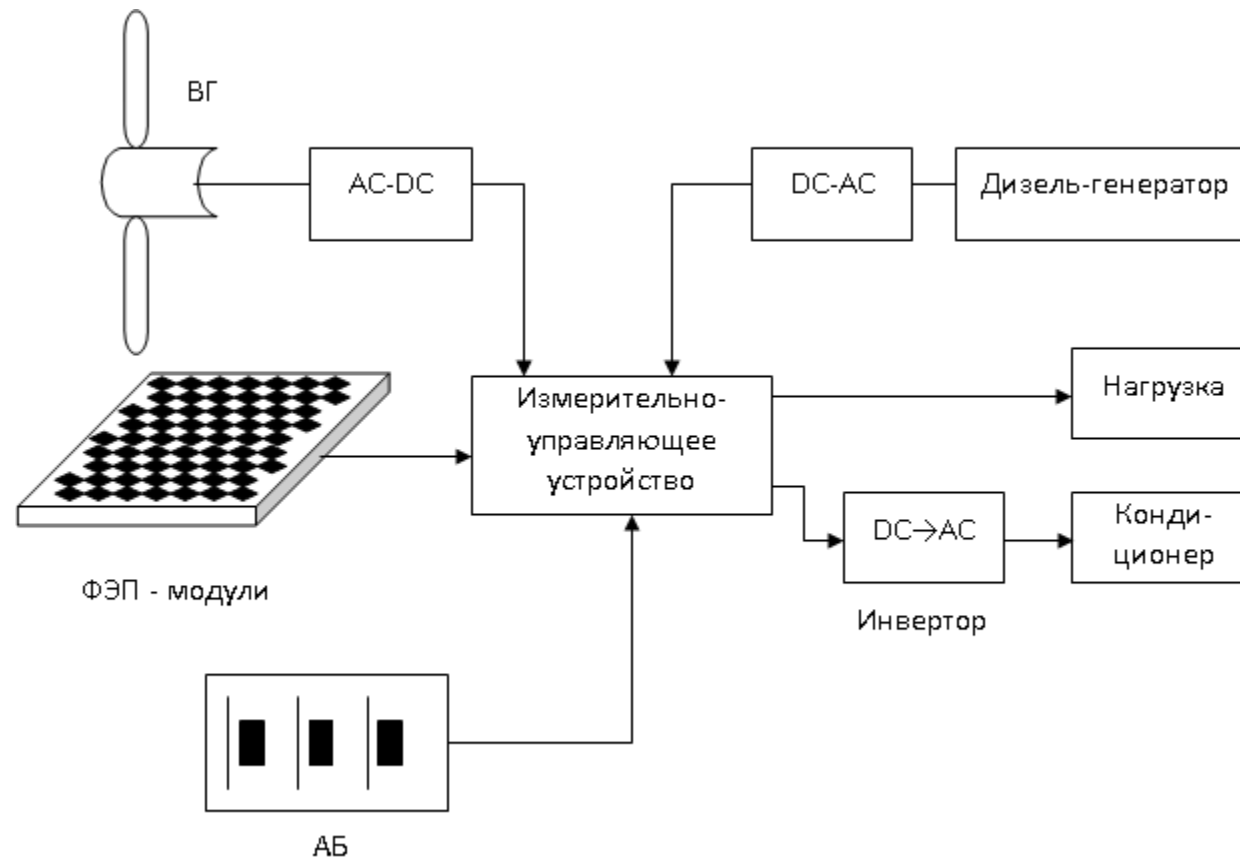 ВГ
AC-DC
DC-AC
Дизель-генератор
Измерительно-
управляющее
устройство
Нагрузка
DC→AC
Конди-
ционер
Инвертор
ФЭП - модули
АБ